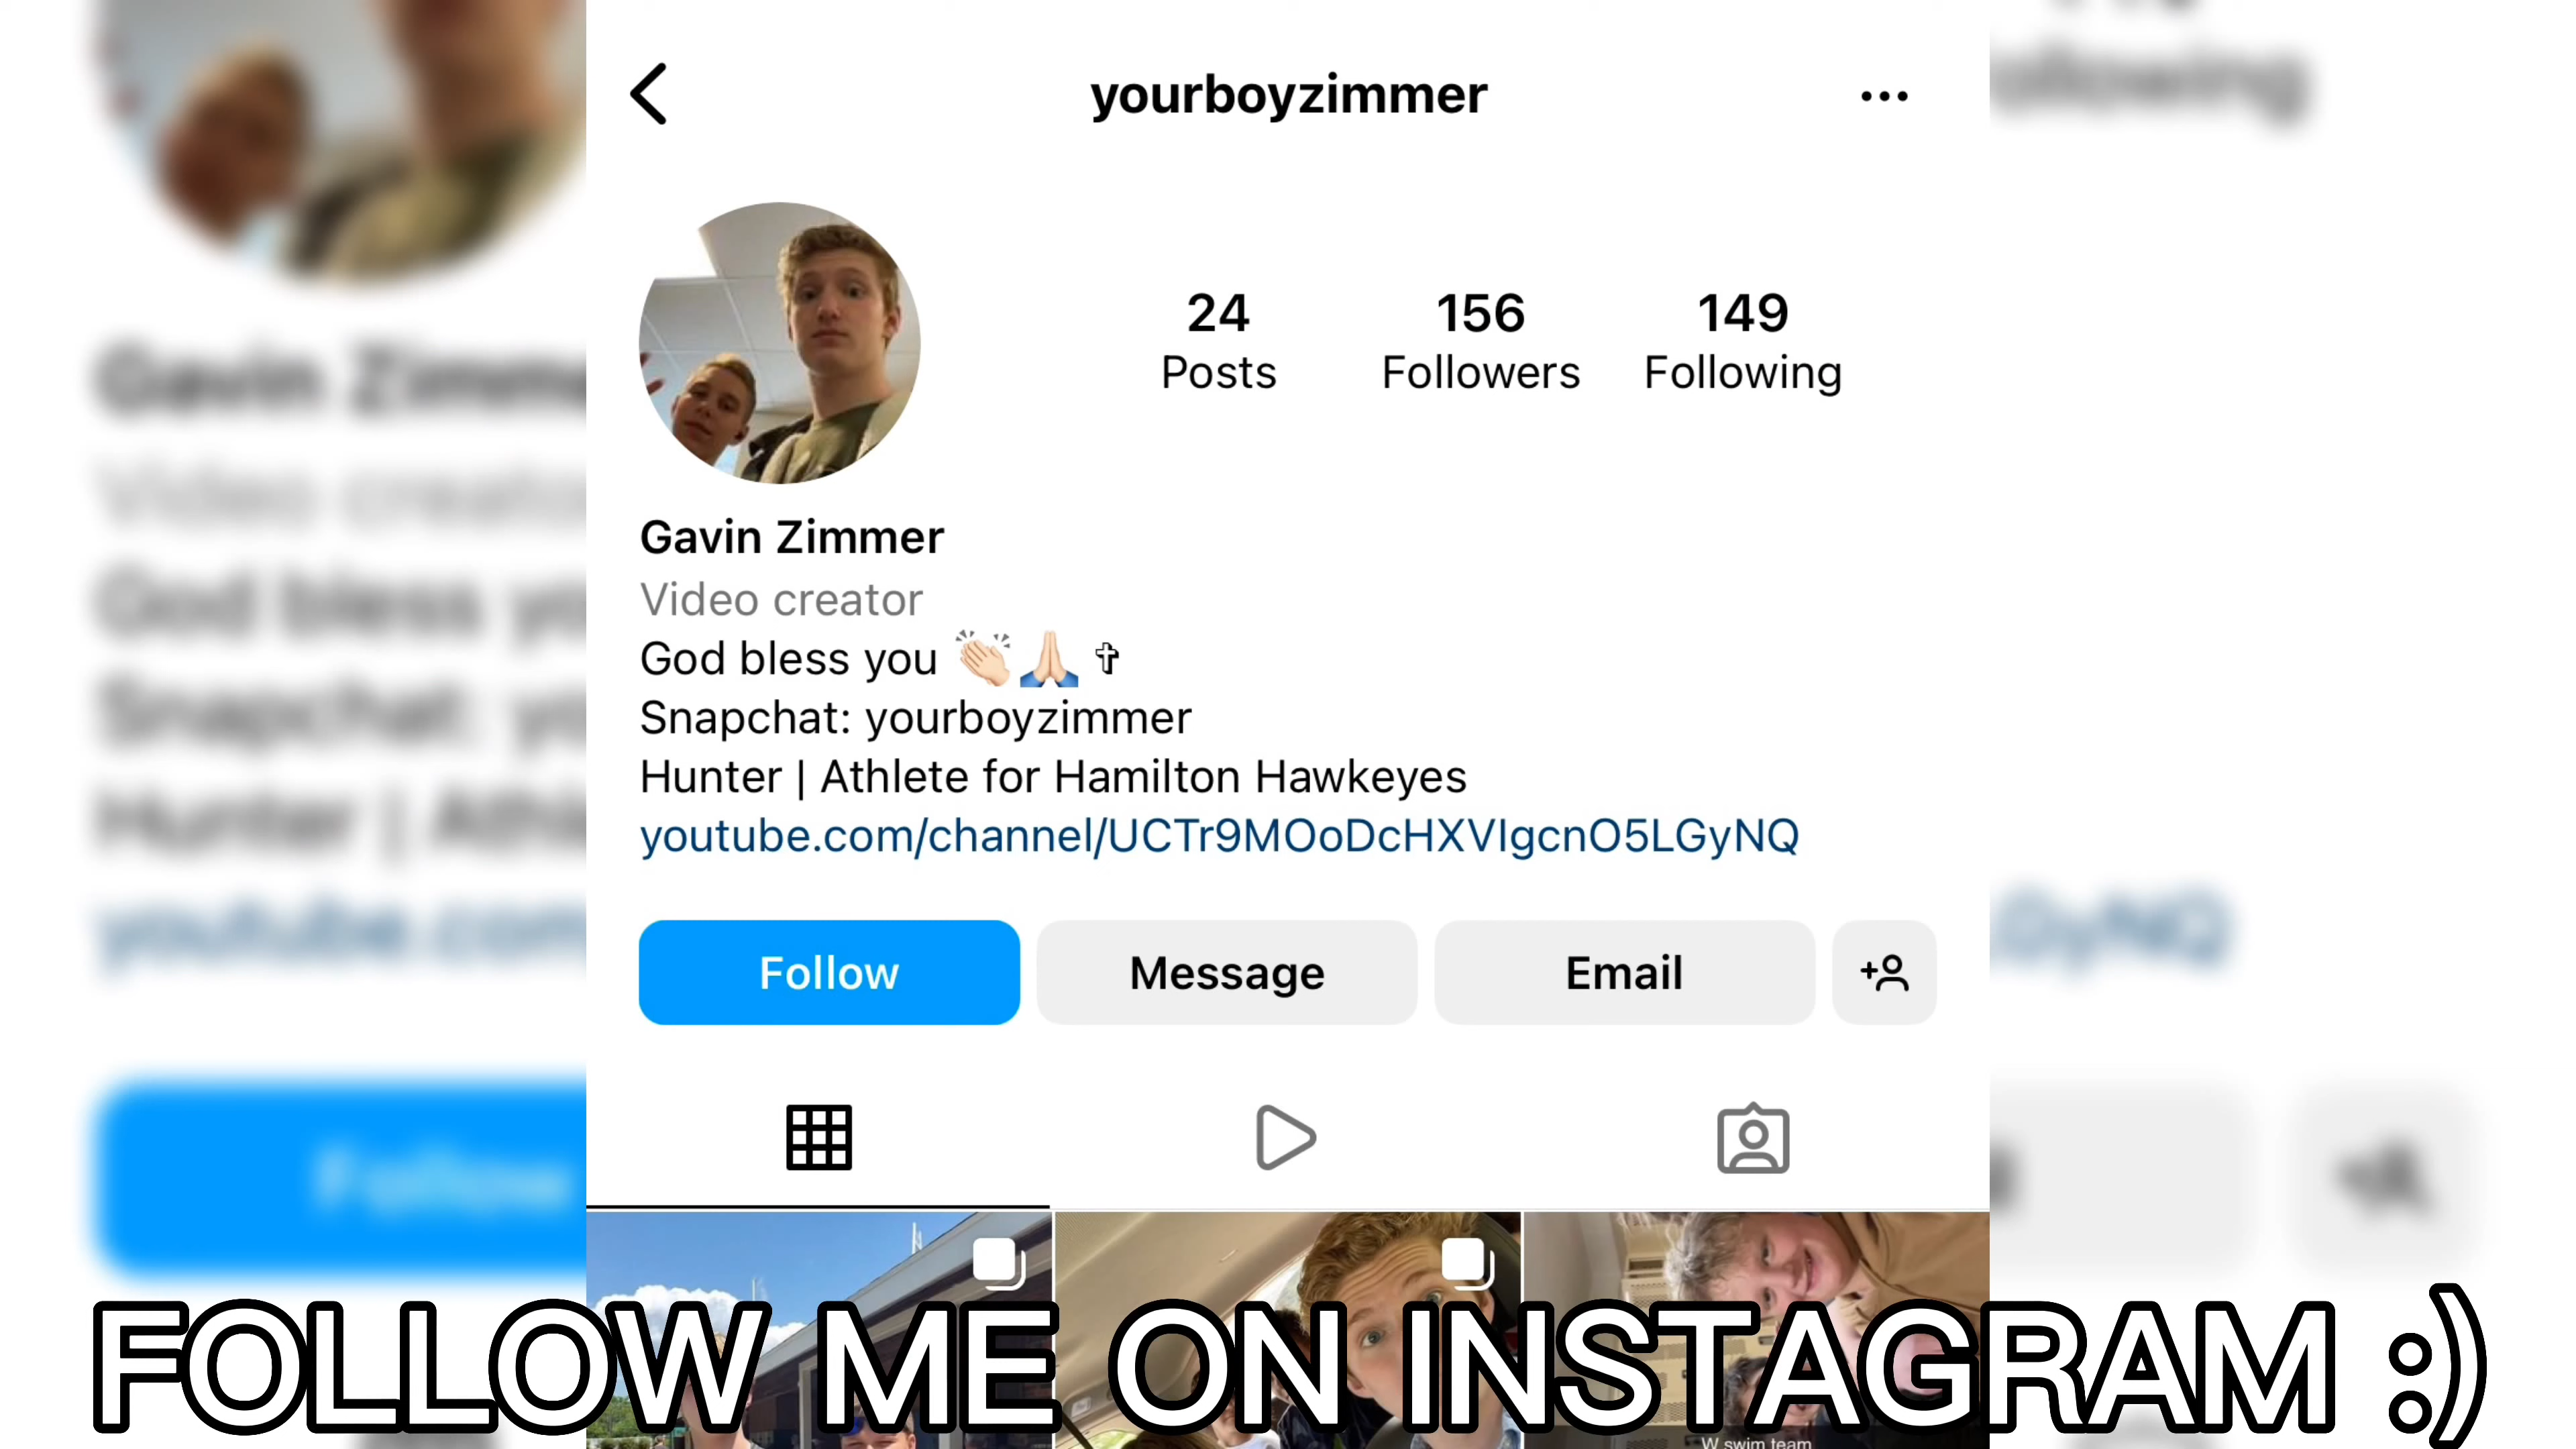 yourboyzimmer
24 156 149
Posts Followers Following
Gavin Zimmer
Video creator
God bless you 👏🏻🙏🏻✞
Snapchat: yourboyzimmer
Hunter | Athlete for Hamilton Hawkeyes
youtube.com/channel/UCTr9MOoDcHXVIgcnO5LGyNQ
Follow Message Email
FOLLOW ME ON INSTAGRAM :)
W swim team